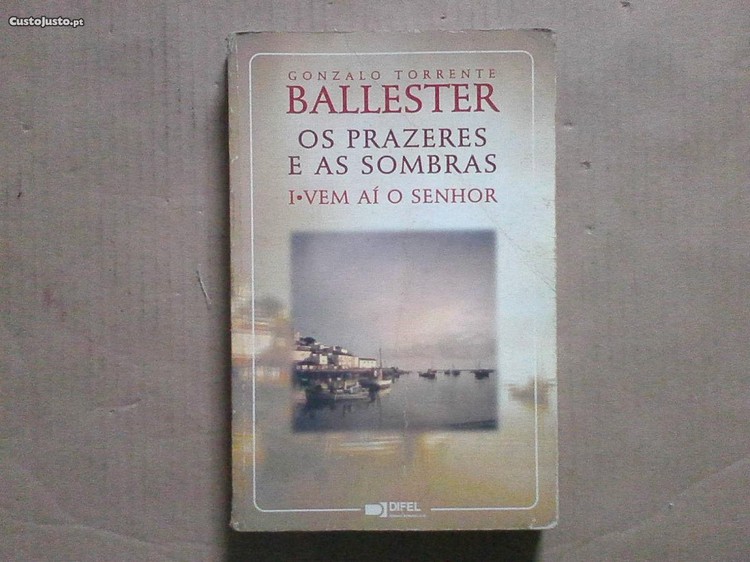 CustoJusto.pt
GONZALO TORRENTE
BALLESTER
OS PRAZERES
E AS SOMBRAS
I•VEM AÍ O SENHOR
DIFEL